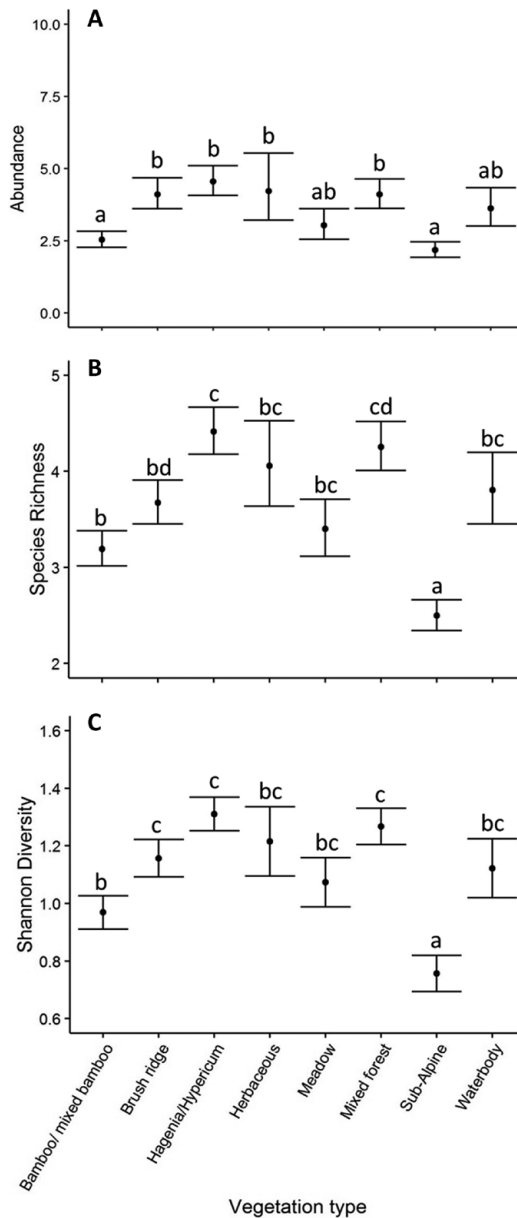 A
10.0
7.5
5.0
2.5
0.0
Abundance
a
b
b
b
ab
b
a
ab
B
5
4
3
2
Species Richness
b
bd
c
bc
bc
cd
a
bc
C
1.6
1.4
1.2
1.0
0.8
0.6
Shannon Diversity
b
c
c
bc
bc
c
a
bc
Bamboo/ mixed bamboo
Brush ridge
Hagenia/Hypericum
Herbaceous
Meadow
Mixed forest
Sub-Alpine
Waterbody
Vegetation type